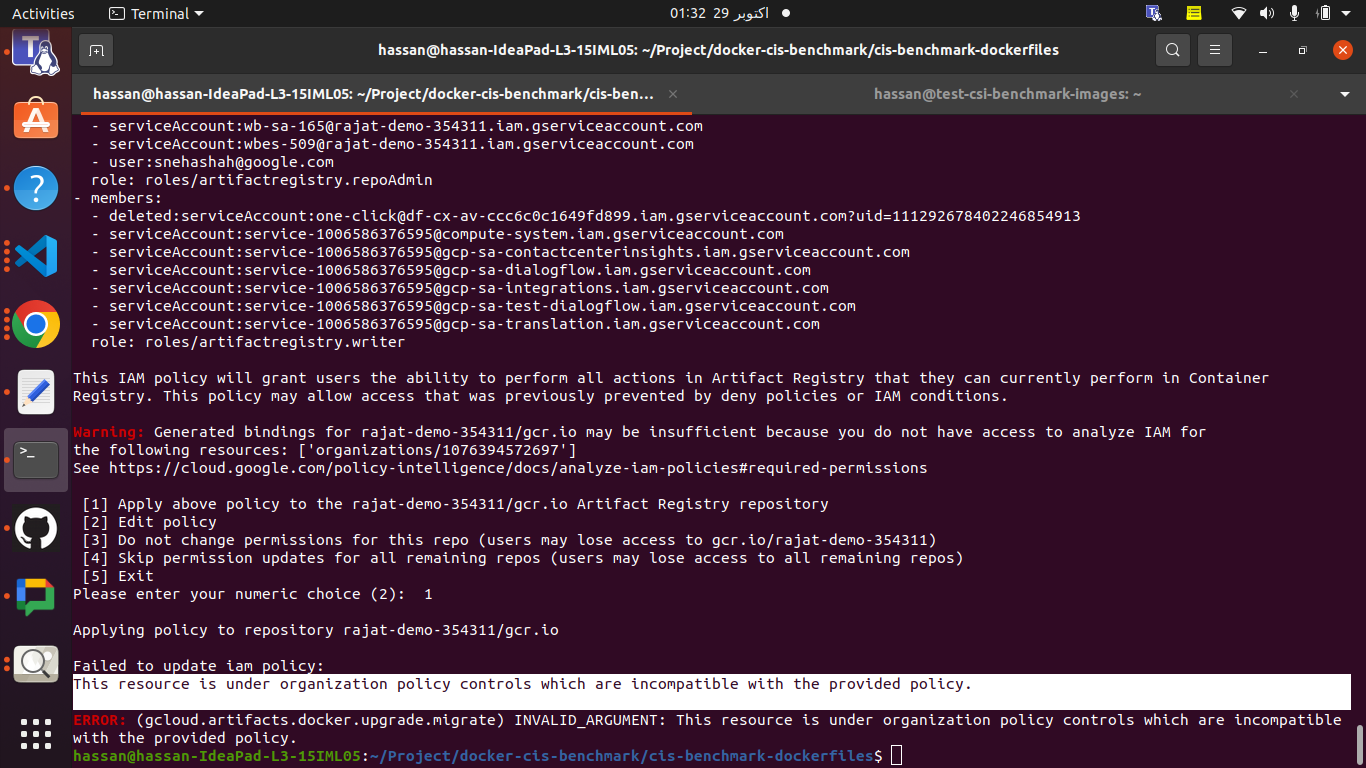 Activities
Terminal
01:32 29 اکتوبر
hassan@hassan-IdeaPad-L3-15IML05: ~/Project/docker-cis-benchmark/cis-benchmark-dockerfiles
hassan@hassan-IdeaPad-L3-15IML05: ~/Project/docker-cis-benchmark/cis-ben...
hassan@test-csi-benchmark-images: ~
- serviceAccount:wb-sa-165@rajat-demo-354311.iam.gserviceaccount.com
- serviceAccount:wbes-509@rajat-demo-354311.iam.gserviceaccount.com
- user:snehashah@google.com
role: roles/artifactregistry.repoAdmin
- members:
- deleted:serviceAccount:one-click@df-cx-av-ccc6c0c1649fd899.iam.gserviceaccount.com?uid=111292678402246854913
- serviceAccount:service-1006586376595@compute-system.iam.gserviceaccount.com
- serviceAccount:service-1006586376595@gcp-sa-contactcenterinsights.iam.gserviceaccount.com
- serviceAccount:service-1006586376595@gcp-sa-dialogflow.iam.gserviceaccount.com
- serviceAccount:service-1006586376595@gcp-sa-integrations.iam.gserviceaccount.com
- serviceAccount:service-1006586376595@gcp-sa-test-dialogflow.iam.gserviceaccount.com
- serviceAccount:service-1006586376595@gcp-sa-translation.iam.gserviceaccount.com
role: roles/artifactregistry.writer
This IAM policy will grant users the ability to perform all actions in Artifact Registry that they can currently perform in Container
Registry. This policy may allow access that was previously prevented by deny policies or IAM conditions.
Warning: Generated bindings for rajat-demo-354311/gcr.io may be insufficient because you do not have access to analyze IAM for
the following resources: ['organizations/1076394572697']
See https://cloud.google.com/policy-intelligence/docs/analyze-iam-policies#required-permissions
[1] Apply above policy to the rajat-demo-354311/gcr.io Artifact Registry repository
[2] Edit policy
[3] Do not change permissions for this repo (users may lose access to gcr.io/rajat-demo-354311)
[4] Skip permission updates for all remaining repos (users may lose access to all remaining repos)
[5] Exit
Please enter your numeric choice (2):  1
Applying policy to repository rajat-demo-354311/gcr.io
Failed to update iam policy:
This resource is under organization policy controls which are incompatible with the provided policy.
ERROR: (gcloud.artifacts.docker.upgrade.migrate) INVALID_ARGUMENT: This resource is under organization policy controls which are incompatible
with the provided policy.
hassan@hassan-IdeaPad-L3-15IML05:~/Project/docker-cis-benchmark/cis-benchmark-dockerfiles$